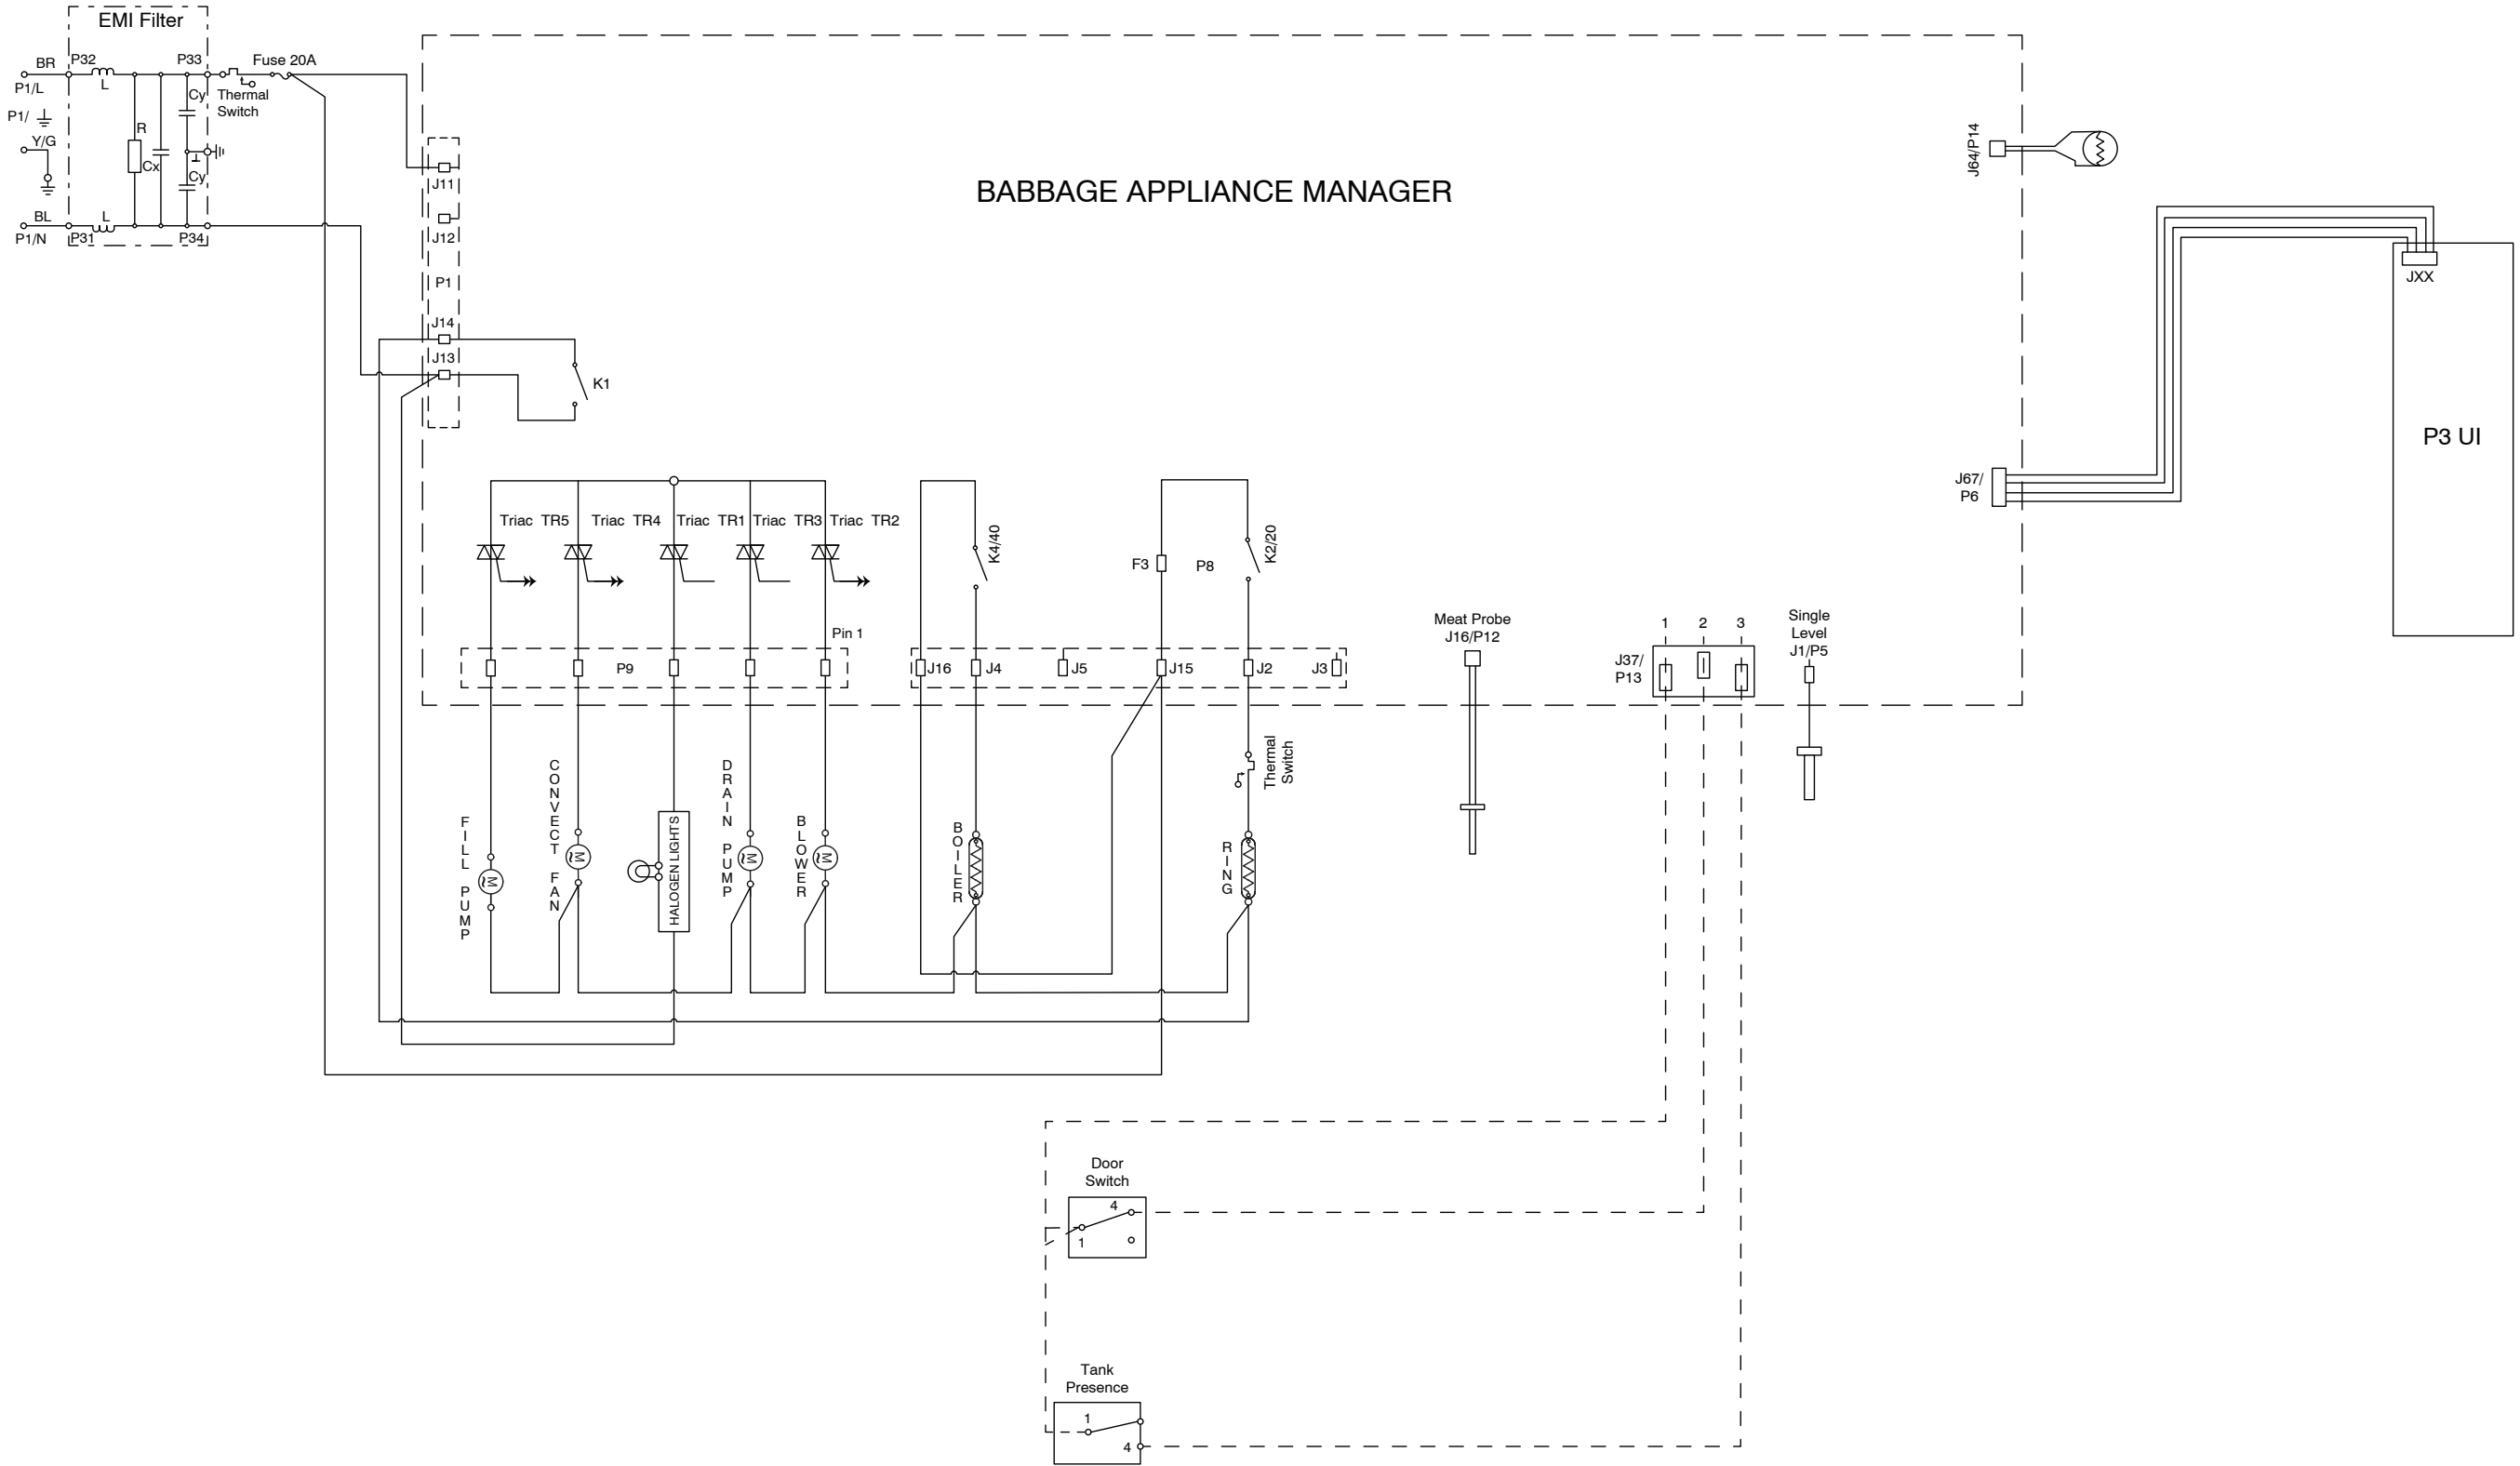 EMI Filter
BR
P32
P33
Fuse 20A
P1/L
L
Cy
Thermal
Switch
P1/
Y/G
R
Cx
Cy
BL
L
P1/N
P31
P34
J11
J12
P1
J14
J13
K1
BABBAGE APPLIANCE MANAGER
J64/P14
JXX
P3 UI
J67/
P6
Triac TR5
Triac TR4
Triac TR1
Triac TR3
Triac TR2
K4/40
F3
P8
K2/20
Pin 1
P9
J16
J4
J5
J15
J2
J3
Meat Probe
J16/P12
1
2
3
J37/
P13
Single
Level
J1/P5
FILL PUMP
CONVECT FAN
HALOGEN LIGHTS
DRAIN PUMP
BLOWER
BOILER
RING
Thermal
Switch
M
~
M
~
M
~
M
~
Door
Switch
4
1
Tank
Presence
1
4